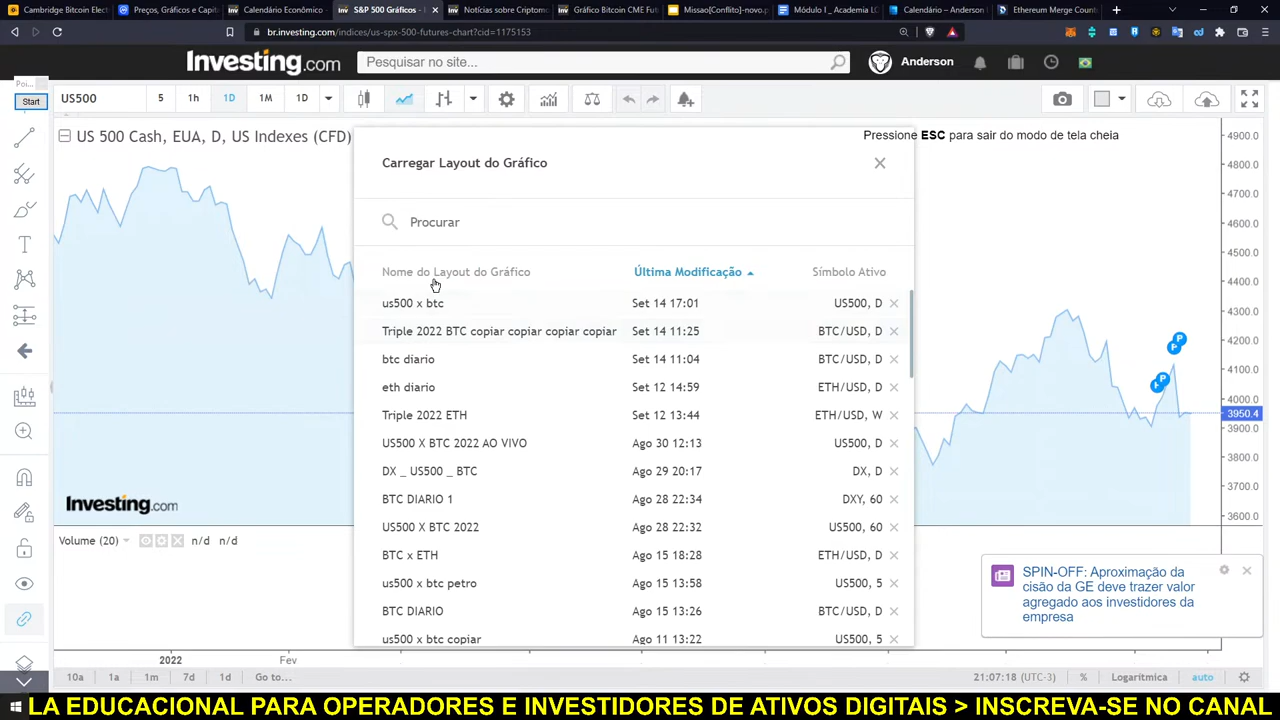 Cambridge Bitcoin Elect
Preços, Gráficos e Capita
Calendário Econômico -
S&P 500 Gráficos -
Notícias sobre Criptomo
Gráfico Bitcoin CME Fut
Missao[Conflito]-novo.p
Módulo I _ Academia LC
Calendário – Anderson
Ethereum Merge Count
br.investing.com/indices/us-spx-500-futures-chart?cid=1175153
Investing.com
Pesquisar no site...
Anderson
Start
US500
5
1h
1D
1M
1D
US 500 Cash, EUA, D, US Indexes (CFD)
Pressione ESC para sair do modo de tela cheia
Carregar Layout do Gráfico
Procurar
Nome do Layout do Gráfico Última Modificação Símbolo Ativo
us500 x btc Set 14 17:01 US500, D
Triple 2022 BTC copiar copiar copiar copiar Set 14 11:25 BTC/USD, D
btc diario Set 14 11:04 BTC/USD, D
eth diario Set 12 14:59 ETH/USD, D
Triple 2022 ETH Set 12 13:44 ETH/USD, W
US500 X BTC 2022 AO VIVO Ago 30 12:13 US500, D
DX _ US500 _ BTC Ago 29 20:17 DX, D
BTC DIARIO 1 Ago 28 22:34 DXY, 60
US500 X BTC 2022 Ago 28 22:32 US500, 60
BTC x ETH Ago 15 18:28 ETH/USD, D
us500 x btc petro Ago 15 13:58 US500, 5
BTC DIARIO Ago 15 13:26 BTC/USD, D
us500 x btc copiar Ago 11 13:22 US500, 5
4900.0
4800.0
4700.0
4600.0
4500.0
4400.0
4300.0
4200.0
4100.0
4000.0
3950.4
3900.0
3800.0
3700.0
3600.0
P
P
P
Investing.com
Volume (20) n/d n/d
SPIN-OFF: Aproximação da
cisão da GE deve trazer valor
agregado aos investidores da
empresa
2022 Fev
10a 1a 1m 7d 1d Go to...
21:07:18 (UTC-3) % Logarítmica auto
LA EDUCACIONAL PARA OPERADORES E INVESTIDORES DE ATIVOS DIGITAIS > INSCREVA-SE NO CANAL